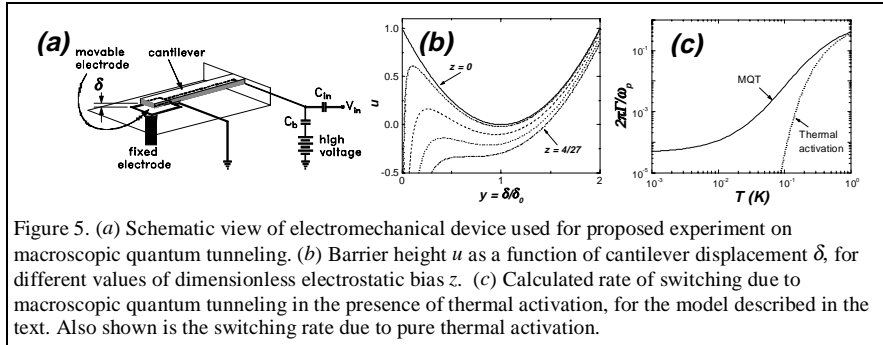 (a)
movable
electrode
cantilever
δ
fixed
electrode
C_in
V_in
C_b
high
voltage
(b)
u
1.0
0.5
0.0
-0.5
z = 0
z = 4/27
0
1
2
y = δ/δ_0
(c)
2πΓ/ω_p
10^-1
10^-3
10^-5
MQT
Thermal
activation
10^-3
10^-2
10^-1
10^0
T (K)
Figure 5. (a) Schematic view of electromechanical device used for proposed experiment on
macroscopic quantum tunneling. (b) Barrier height u as a function of cantilever displacement δ, for
different values of dimensionless electrostatic bias z. (c) Calculated rate of switching due to
macroscopic quantum tunneling in the presence of thermal activation, for the model described in the
text. Also shown is the switching rate due to pure thermal activation.